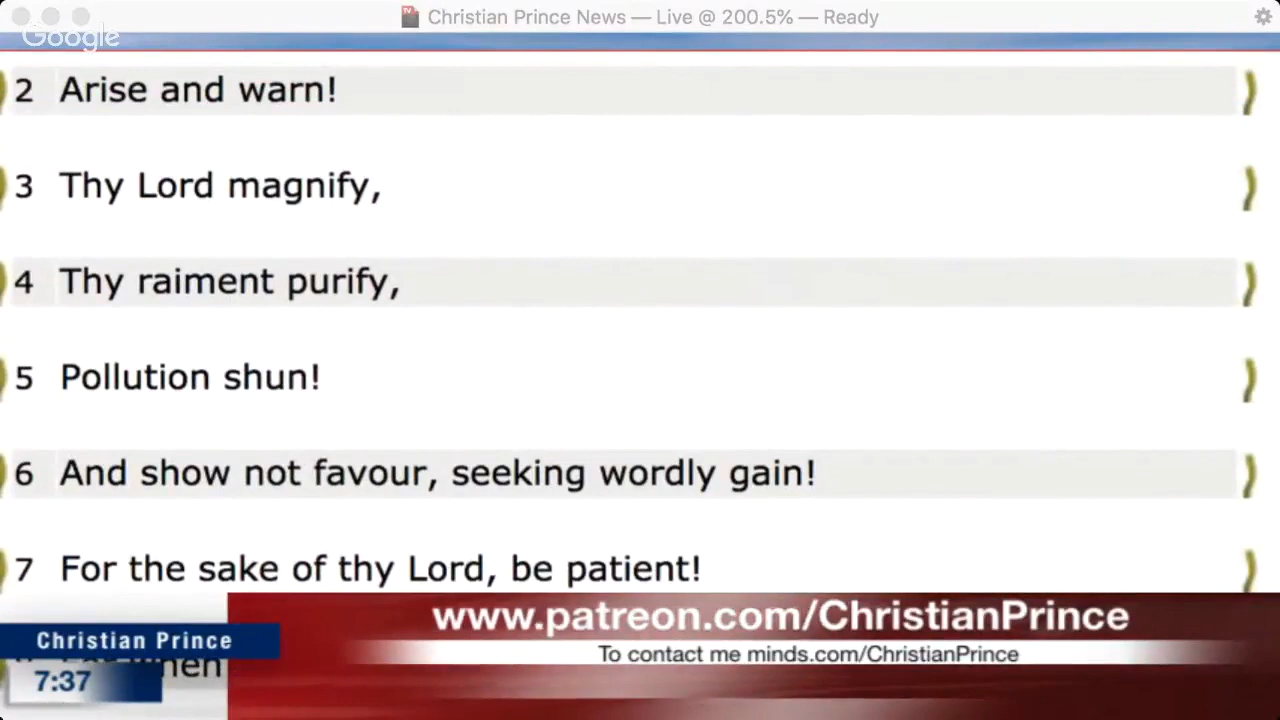 Christian Prince News — Live @ 200.5% — Ready
Google
2 Arise and warn!
3 Thy Lord magnify,
4 Thy raiment purify,
5 Pollution shun!
6 And show not favour, seeking wordly gain!
7 For the sake of thy Lord, be patient!
www.patreon.com/ChristianPrince
Christian Prince
To contact me minds.com/ChristianPrince
7:37